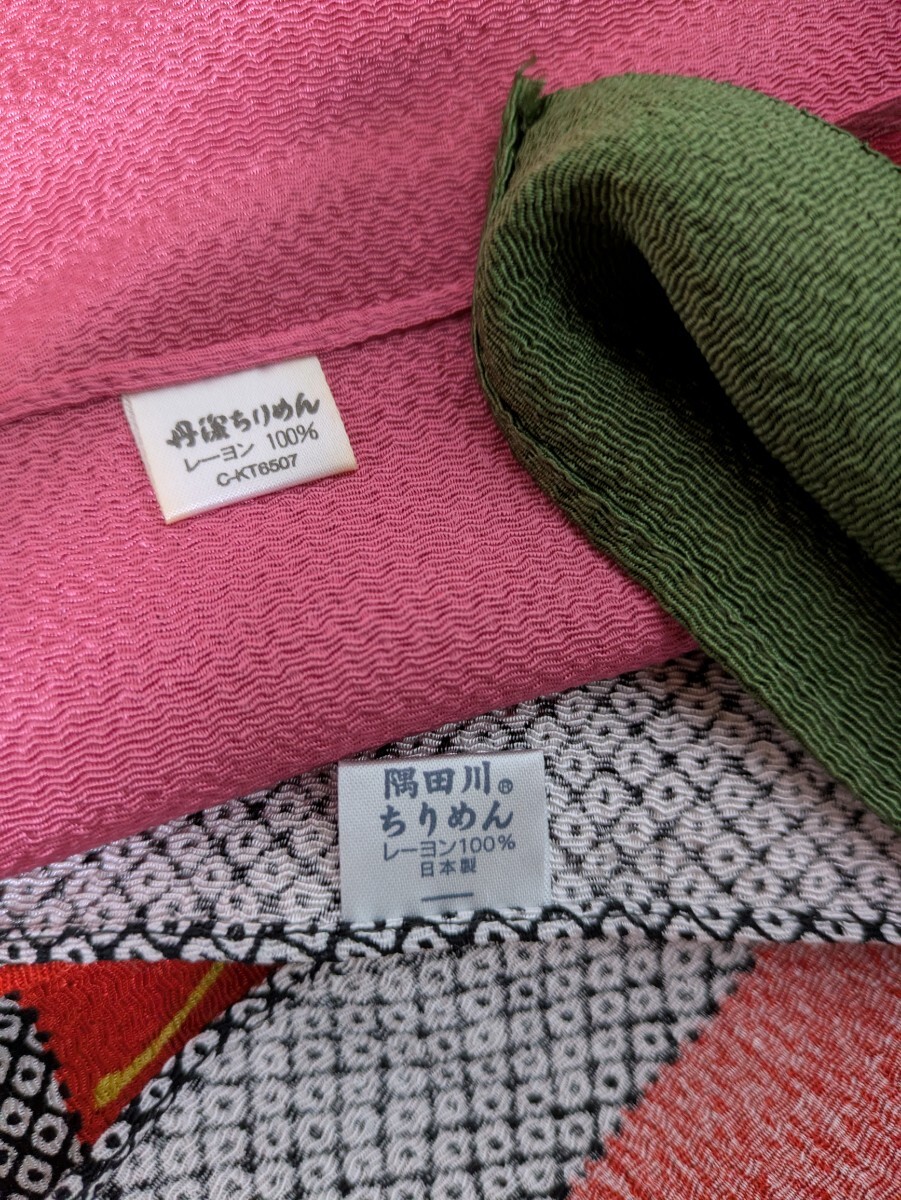 丹後ちりめん
レーヨン 100%
C-KT6507
隅田川®
ちりめん
レーヨン100%
日本製